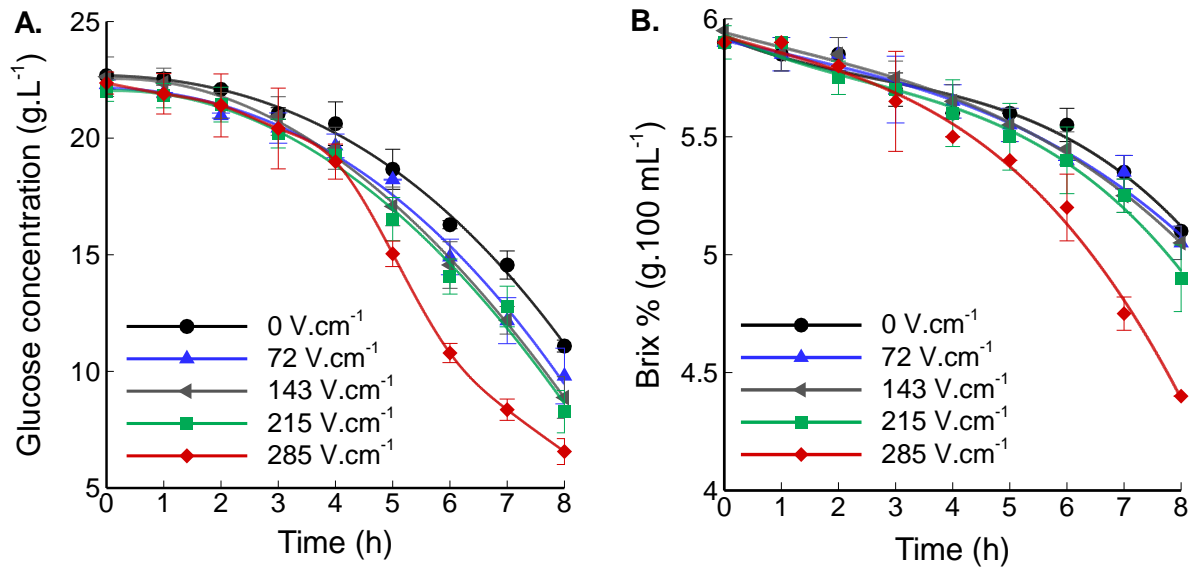 A.
Glucose concentration (g.L⁻¹)
25
20
15
10
5
0 V.cm⁻¹
72 V.cm⁻¹
143 V.cm⁻¹
215 V.cm⁻¹
285 V.cm⁻¹
0 1 2 3 4 5 6 7 8
Time (h)
B.
Brix % (g.100 mL⁻¹)
6
5.5
5
4.5
4
0 V.cm⁻¹
72 V.cm⁻¹
143 V.cm⁻¹
215 V.cm⁻¹
285 V.cm⁻¹
0 1 2 3 4 5 6 7 8
Time (h)